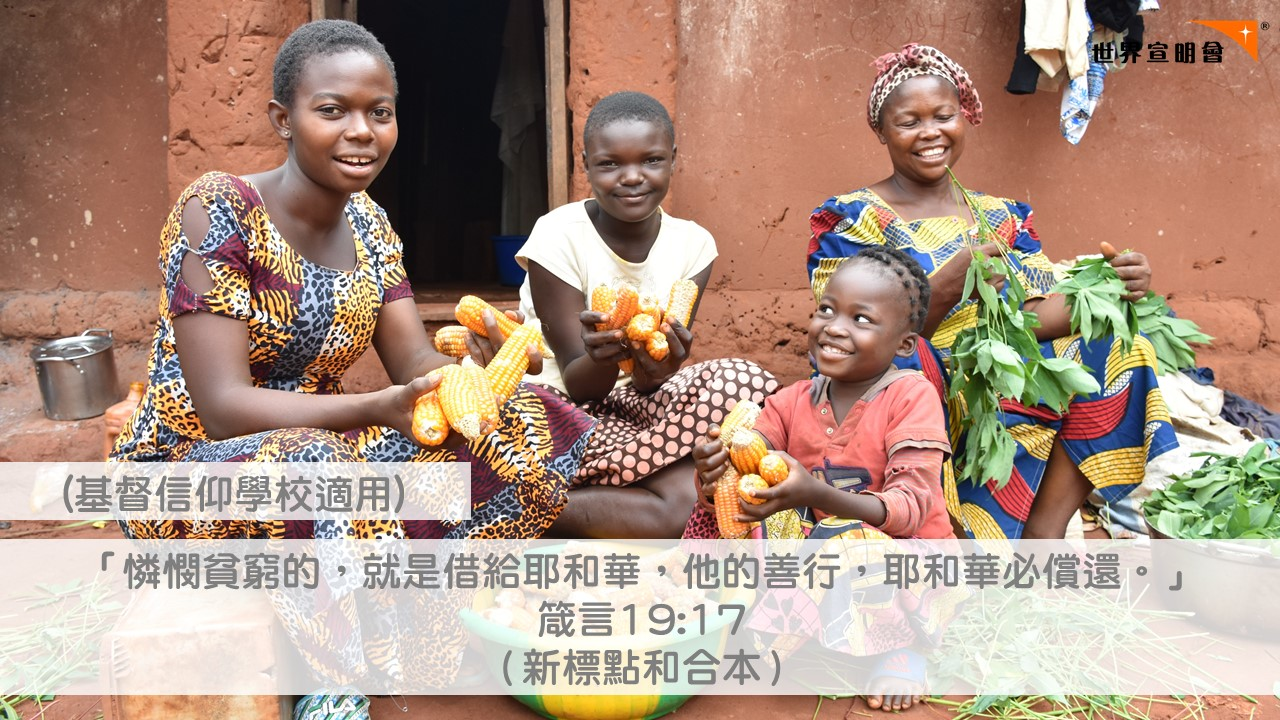 世界宣明會®
(基督信仰學校適用)
「憐憫貧窮的，就是借給耶和華，他的善行，耶和華必償還。」
箴言19:17
（新標點和合本）
FILA